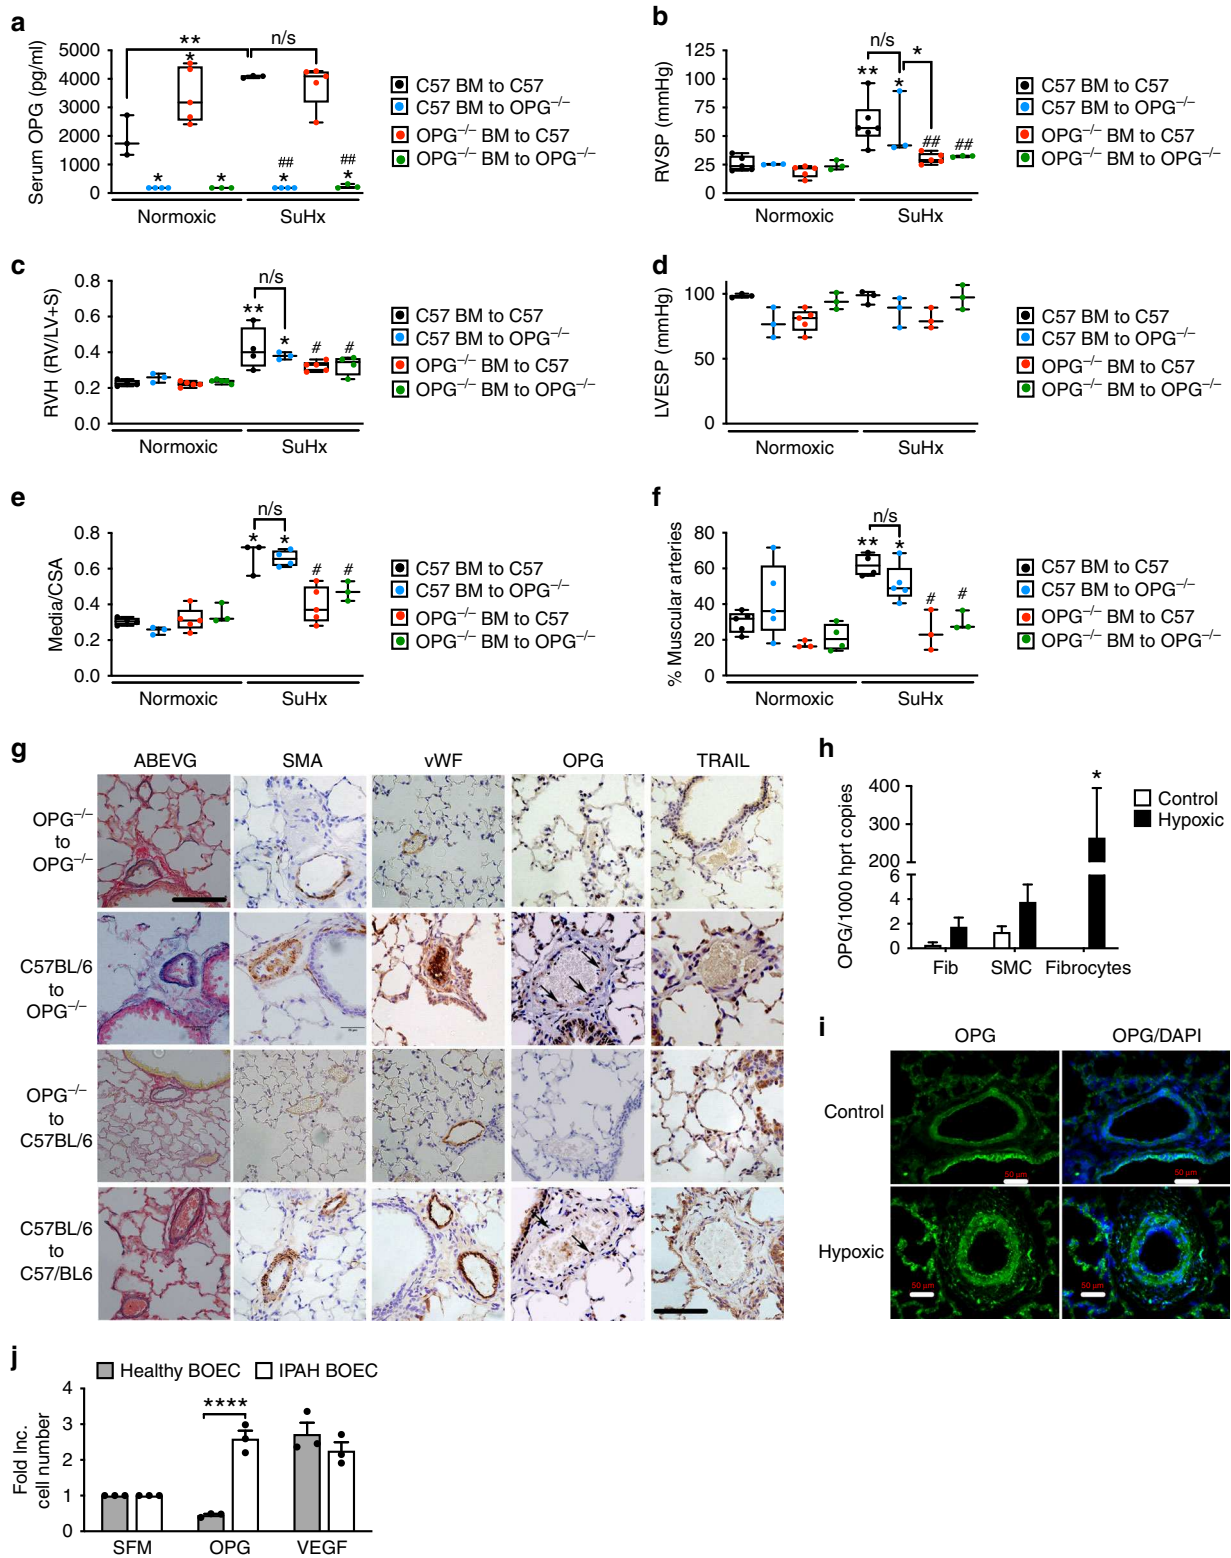 a
Serum OPG (pg/ml)
5000
4000
3000
2000
1000
0
**
*
n/s
*
*
##
*
##
*
Normoxic
SuHx
C57 BM to C57
C57 BM to OPG–/–
OPG–/– BM to C57
OPG–/– BM to OPG–/–
b
RVSP (mmHg)
125
100
75
50
25
0
n/s
*
**
*
##
##
Normoxic
SuHx
C57 BM to C57
C57 BM to OPG–/–
OPG–/– BM to C57
OPG–/– BM to OPG–/–
c
RVH (RV/LV+S)
0.8
0.6
0.4
0.2
0.0
n/s
**
*
#
#
Normoxic
SuHx
C57 BM to C57
C57 BM to OPG–/–
OPG–/– BM to C57
OPG–/– BM to OPG–/–
d
LVESP (mmHg)
100
50
0
Normoxic
SuHx
C57 BM to C57
C57 BM to OPG–/–
OPG–/– BM to C57
OPG–/– BM to OPG–/–
e
Media/CSA
0.8
0.6
0.4
0.2
0.0
n/s
*
*
#
#
Normoxic
SuHx
C57 BM to C57
C57 BM to OPG–/–
OPG–/– BM to C57
OPG–/– BM to OPG–/–
f
% Muscular arteries
80
60
40
20
0
n/s
**
*
#
#
Normoxic
SuHx
C57 BM to C57
C57 BM to OPG–/–
OPG–/– BM to C57
OPG–/– BM to OPG–/–
g
ABEVG
SMA
vWF
OPG
TRAIL
OPG–/–
to
OPG–/–
C57BL/6
to
OPG–/–
OPG–/–
to
C57BL/6
C57BL/6
to
C57/BL6
h
OPG/1000 hprt copies
400
300
200
6
4
2
0
*
Control
Hypoxic
Fib
SMC
Fibrocytes
i
OPG
OPG/DAPI
Control
50 µm
50 µm
Hypoxic
50 µm
50 µm
j
Healthy BOEC
IPAH BOEC
Fold Inc.
cell number
4
3
2
1
0
****
SFM
OPG
VEGF